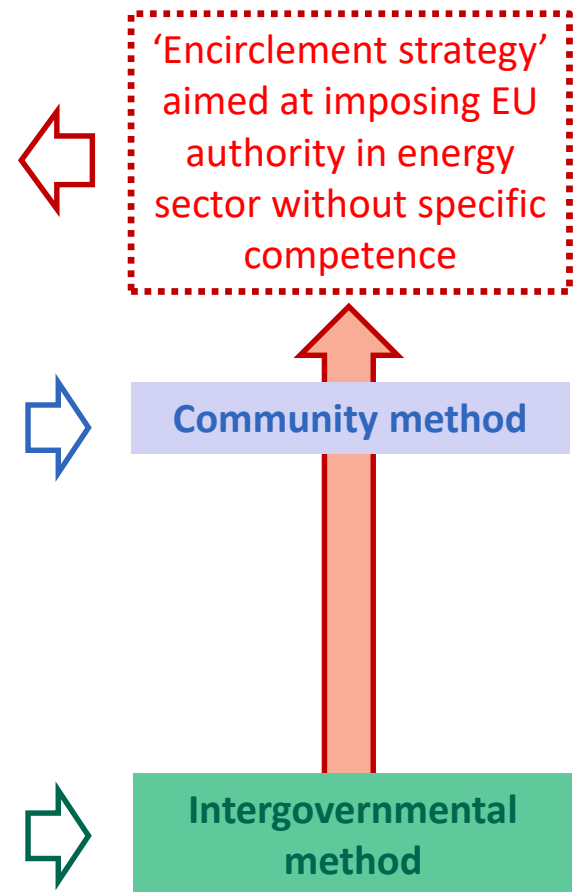 ‘Encirclement strategy’
aimed at imposing EU
authority in energy
sector without specific
competence
Community method
Intergovernmental
method